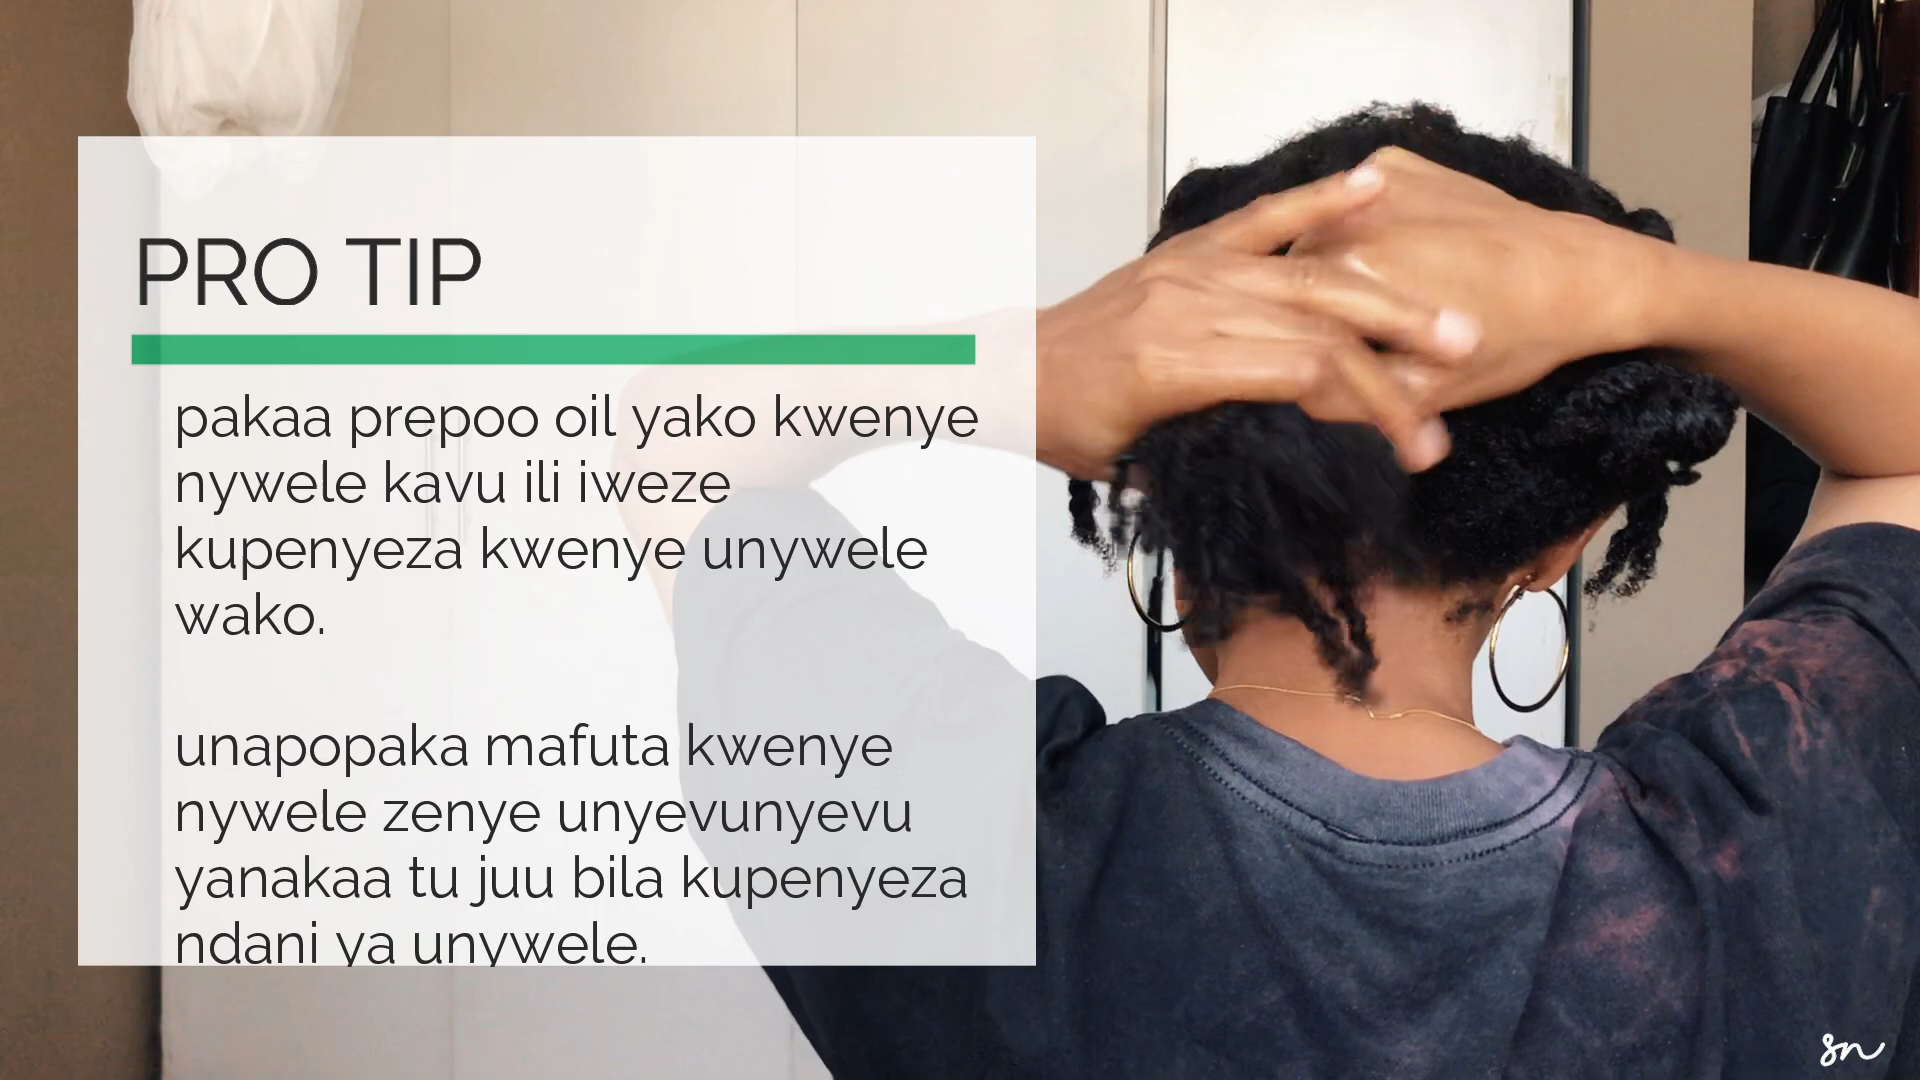 PRO TIP
pakaa prepoo oil yako kwenye
nywele kavu ili iweze
kupenyeza kwenye unywele
wako.
unapopaka mafuta kwenye
nywele zenye unyevunyevu
yanakaa tu juu bila kupenyeza
ndani ya unywele.
sn